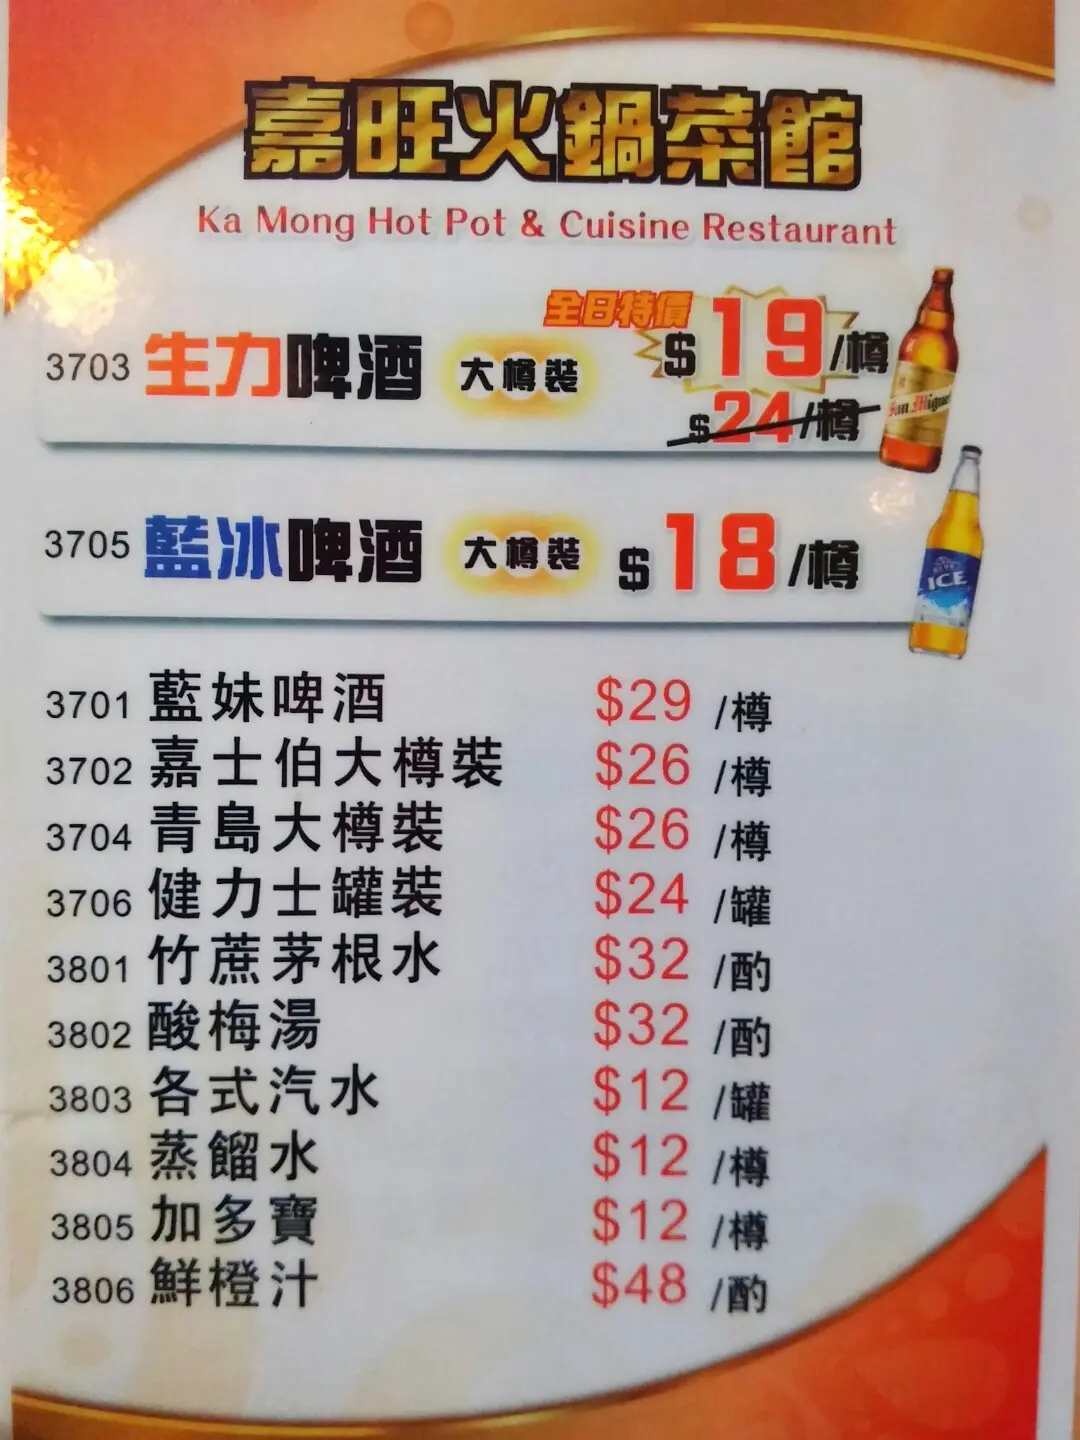 嘉旺火鍋菜館
Ka Mong Hot Pot & Cuisine Restaurant
全日特價
3703 生力啤酒 大樽裝 $19/樽
$24/樽
San Miguel
3705 藍冰啤酒 大樽裝 $18/樽
ICE
3701 藍妹啤酒 $29 /樽
3702 嘉士伯大樽裝 $26 /樽
3704 青島大樽裝 $26 /樽
3706 健力士罐裝 $24 /罐
3801 竹蔗茅根水 $32 /酌
3802 酸梅湯 $32 /酌
3803 各式汽水 $12 /罐
3804 蒸餾水 $12 /樽
3805 加多寶 $12 /樽
3806 鮮橙汁 $48 /酌